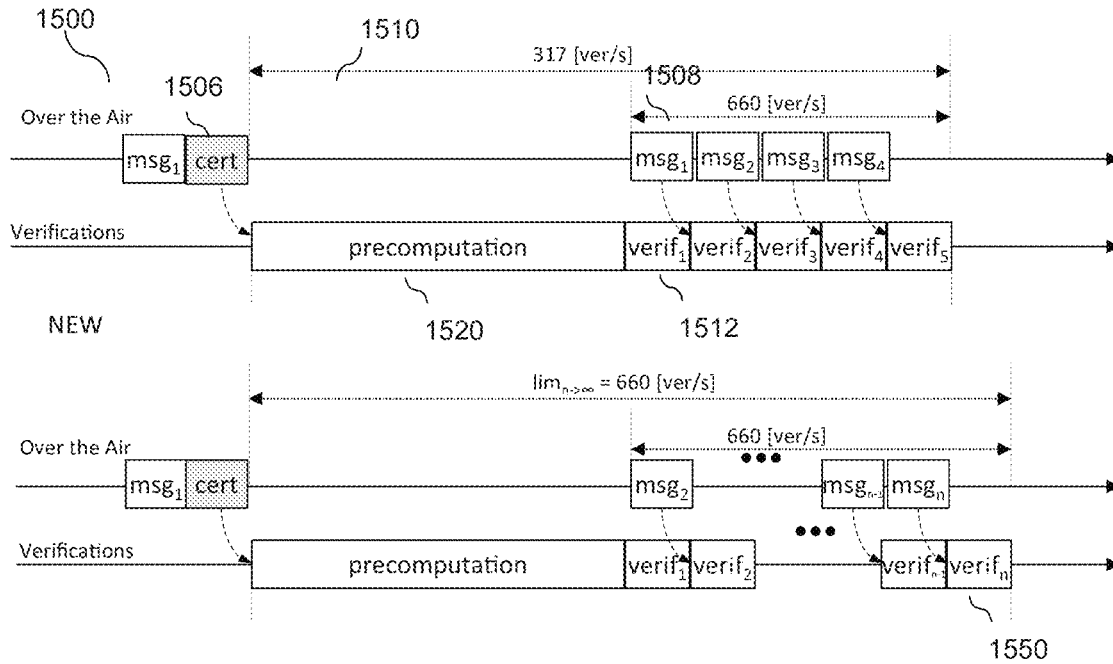 1500
1510
317 [ver/s]
1506
1508
660 [ver/s]
Over the Air
msg1 cert msg1 msg2 msg3 msg4
Verifications
precomputation verif1 verif2 verif3 verif4 verif5
NEW
1520
1512
lim n->∞ = 660 [ver/s]
Over the Air
660 [ver/s]
msg1 cert msg2 msgn-1 msgn
Verifications
precomputation verif1 verif2 verifn-1 verifn
1550